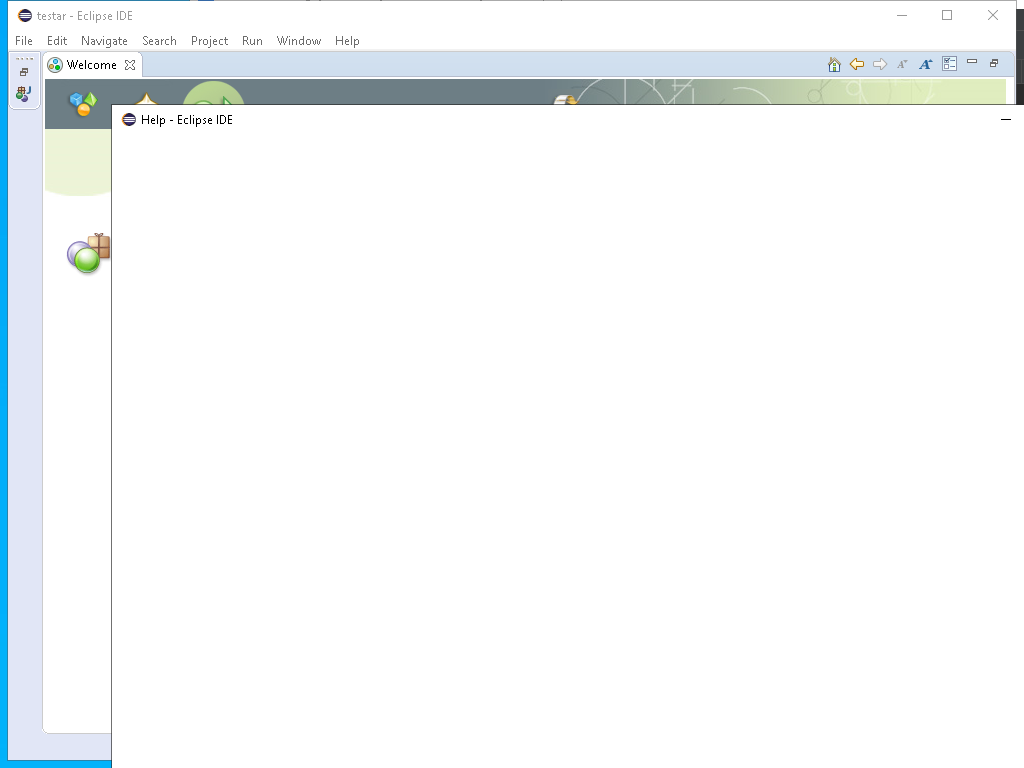 testar - Eclipse IDE
File Edit Navigate Search Project Run Window Help
Welcome
Help - Eclipse IDE